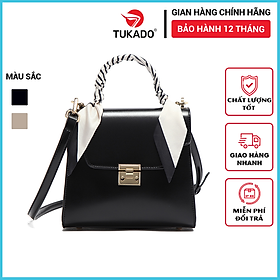 TUKADO
GIAN HÀNG CHÍNH HÃNG
BẢO HÀNH 12 THÁNG
MÀU SẮC
CHẤT LƯỢNG
TỐT
GIAO HÀNG
NHANH
MIỄN PHÍ
ĐỔI TRẢ